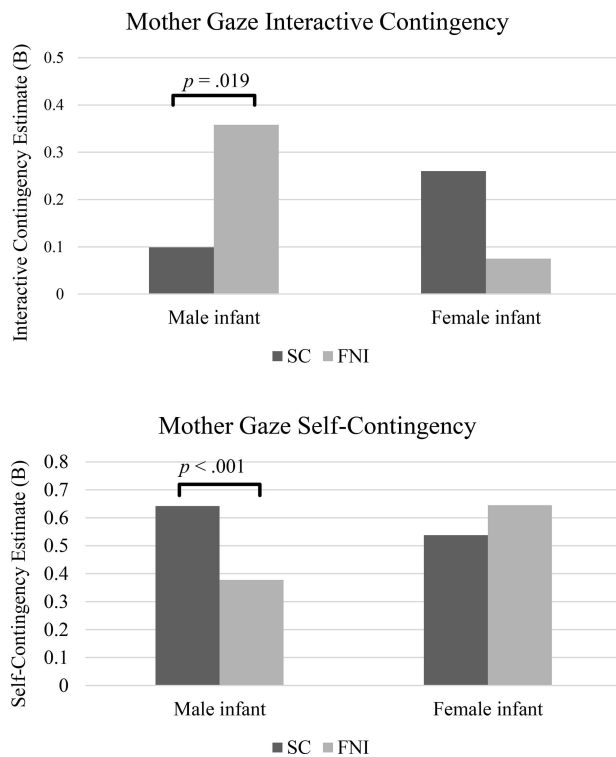 Mother Gaze Interactive Contingency
Interactive Contingency Estimate (B)
0.5
0.4
0.3
0.2
0.1
0
p = .019
Male infant
Female infant
SC
FNI
Mother Gaze Self-Contingency
Self-Contingency Estimate (B)
0.8
0.7
0.6
0.5
0.4
0.3
0.2
0.1
0
p < .001
Male infant
Female infant
SC
FNI